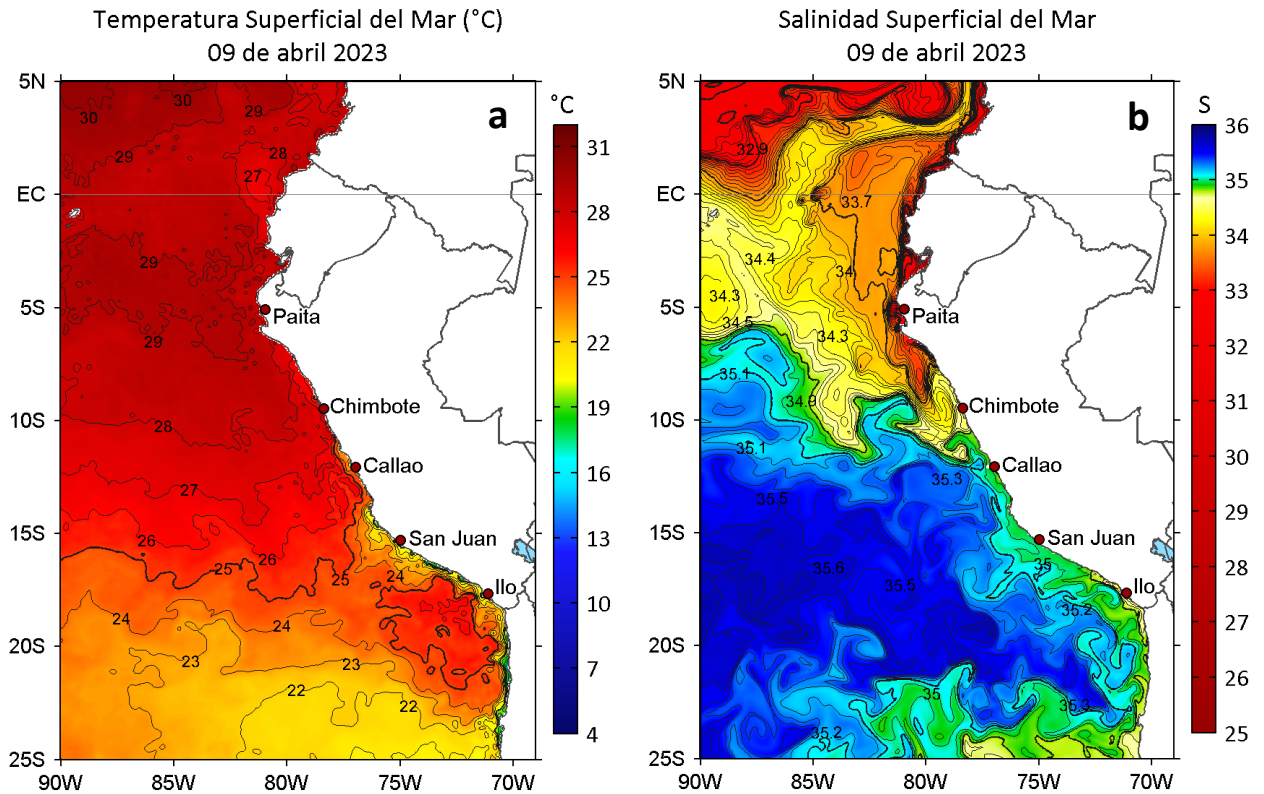 Temperatura Superficial del Mar (°C)
09 de abril 2023
5N
EC
5S
10S
15S
20S
25S
90W
85W
80W
75W
70W
a
°C
31
28
25
22
19
16
13
10
7
4
30
30
29
29
28
27
29
29
28
27
26
26
25
25
24
24
24
23
23
22
22
Paita
Chimbote
Callao
San Juan
Ilo
Salinidad Superficial del Mar
09 de abril 2023
5N
EC
5S
10S
15S
20S
25S
90W
85W
80W
75W
70W
b
S
36
35
34
33
32
31
30
29
28
27
26
25
32.9
33.7
34.4
34
34.3
34.5
34.3
35.1
34.9
35.1
35.3
35.5
35.6
35.5
35
35.2
35
35.3
35.2
Paita
Chimbote
Callao
San Juan
Ilo